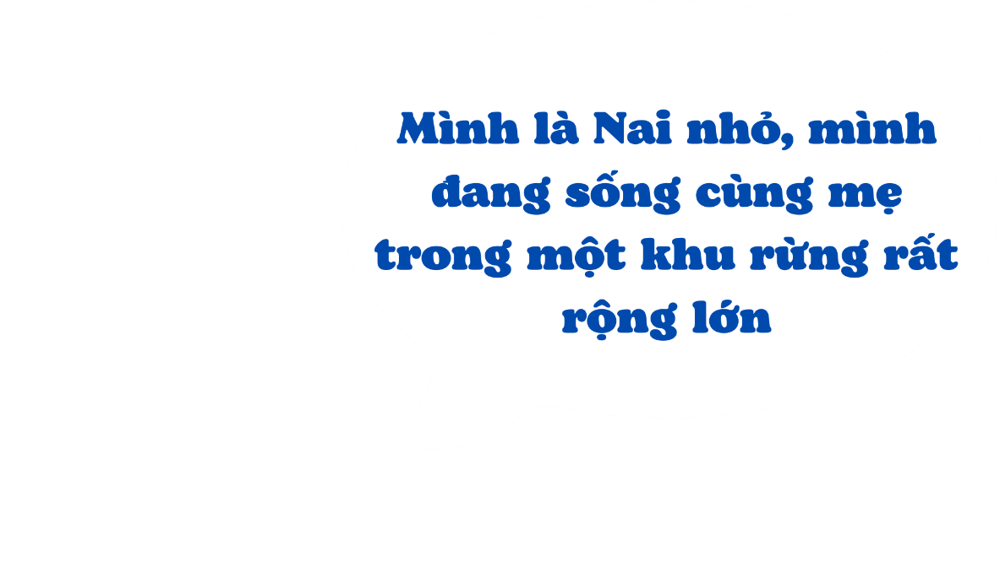 Mình là Nai nhỏ, mình
đang sống cùng mẹ
trong một khu rừng rất
rộng lớn